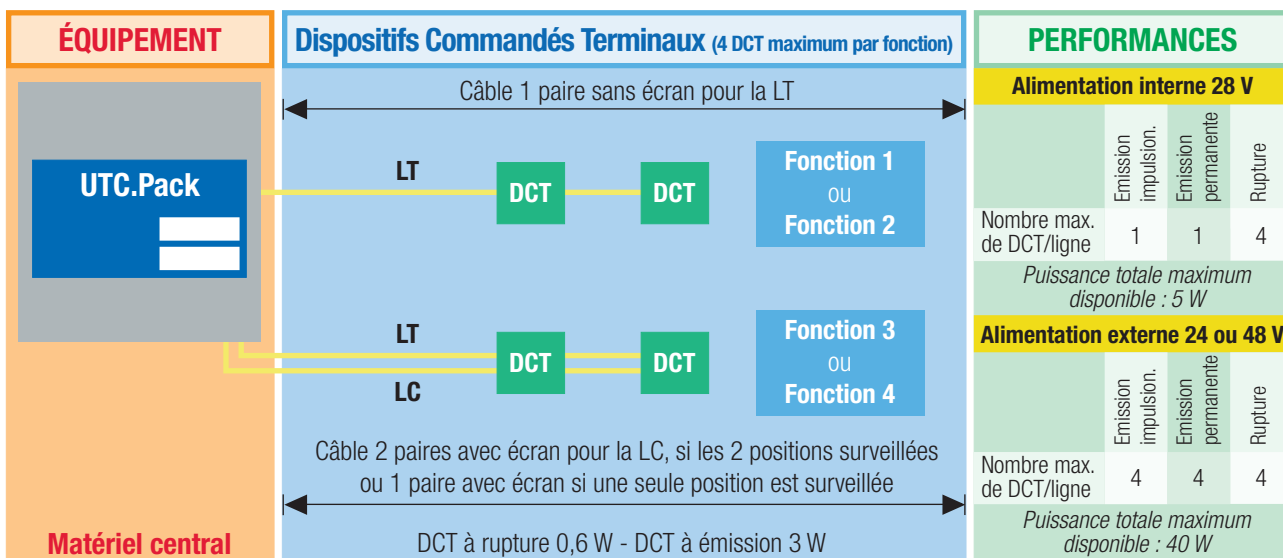 ÉQUIPEMENT
UTC.Pack
Matériel central
Dispositifs Commandés Terminaux (4 DCT maximum par fonction)
Câble 1 paire sans écran pour la LT
LT
DCT
DCT
Fonction 1
ou
Fonction 2
LT
LC
DCT
DCT
Fonction 3
ou
Fonction 4
Câble 2 paires avec écran pour la LC, si les 2 positions surveillées
ou 1 paire avec écran si une seule position est surveillée
DCT à rupture 0,6 W - DCT à émission 3 W
PERFORMANCES
Alimentation interne 28 V
Emission
impulsion.
Emission
permanente
Rupture
Nombre max.
de DCT/ligne
1
1
4
Puissance totale maximum
disponible : 5 W
Alimentation externe 24 ou 48 V
Emission
impulsion.
Emission
permanente
Rupture
Nombre max.
de DCT/ligne
4
4
4
Puissance totale maximum
disponible : 40 W